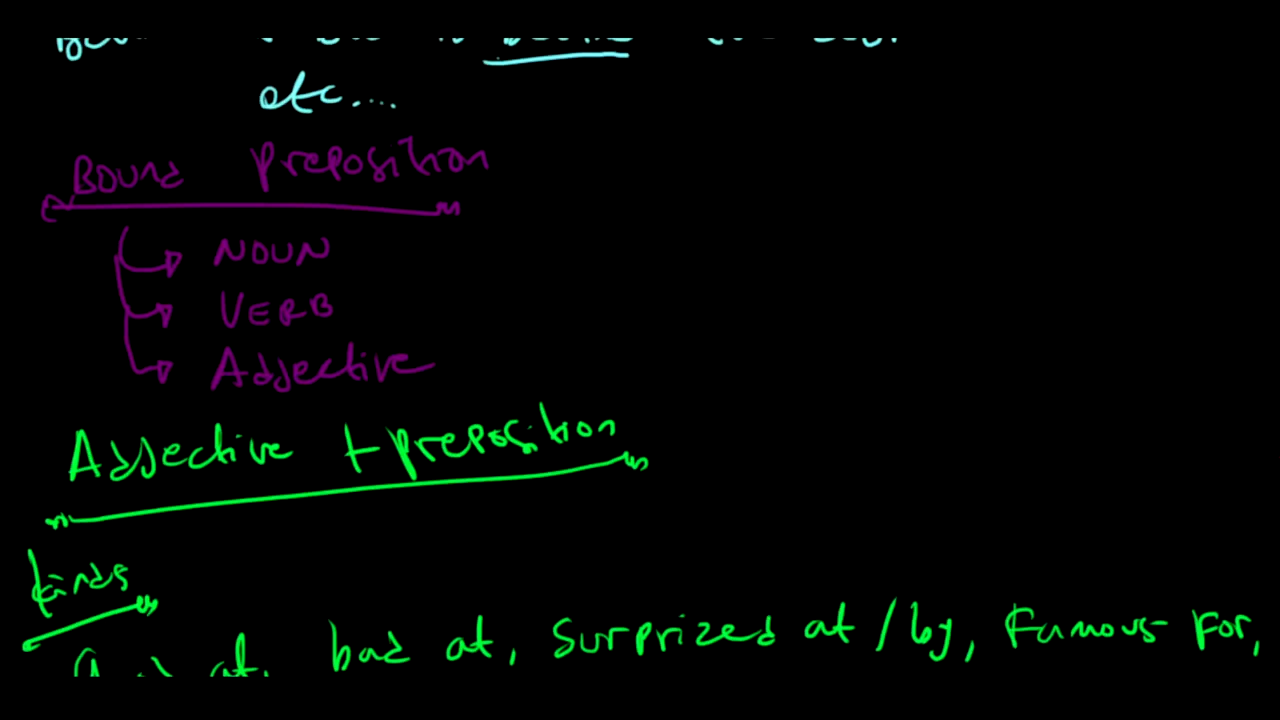 etc....
Bound preposition
NOUN
VERB
Adjective
Adjective + preposition
kinds
bad at, Surprized at / by, Famous For,